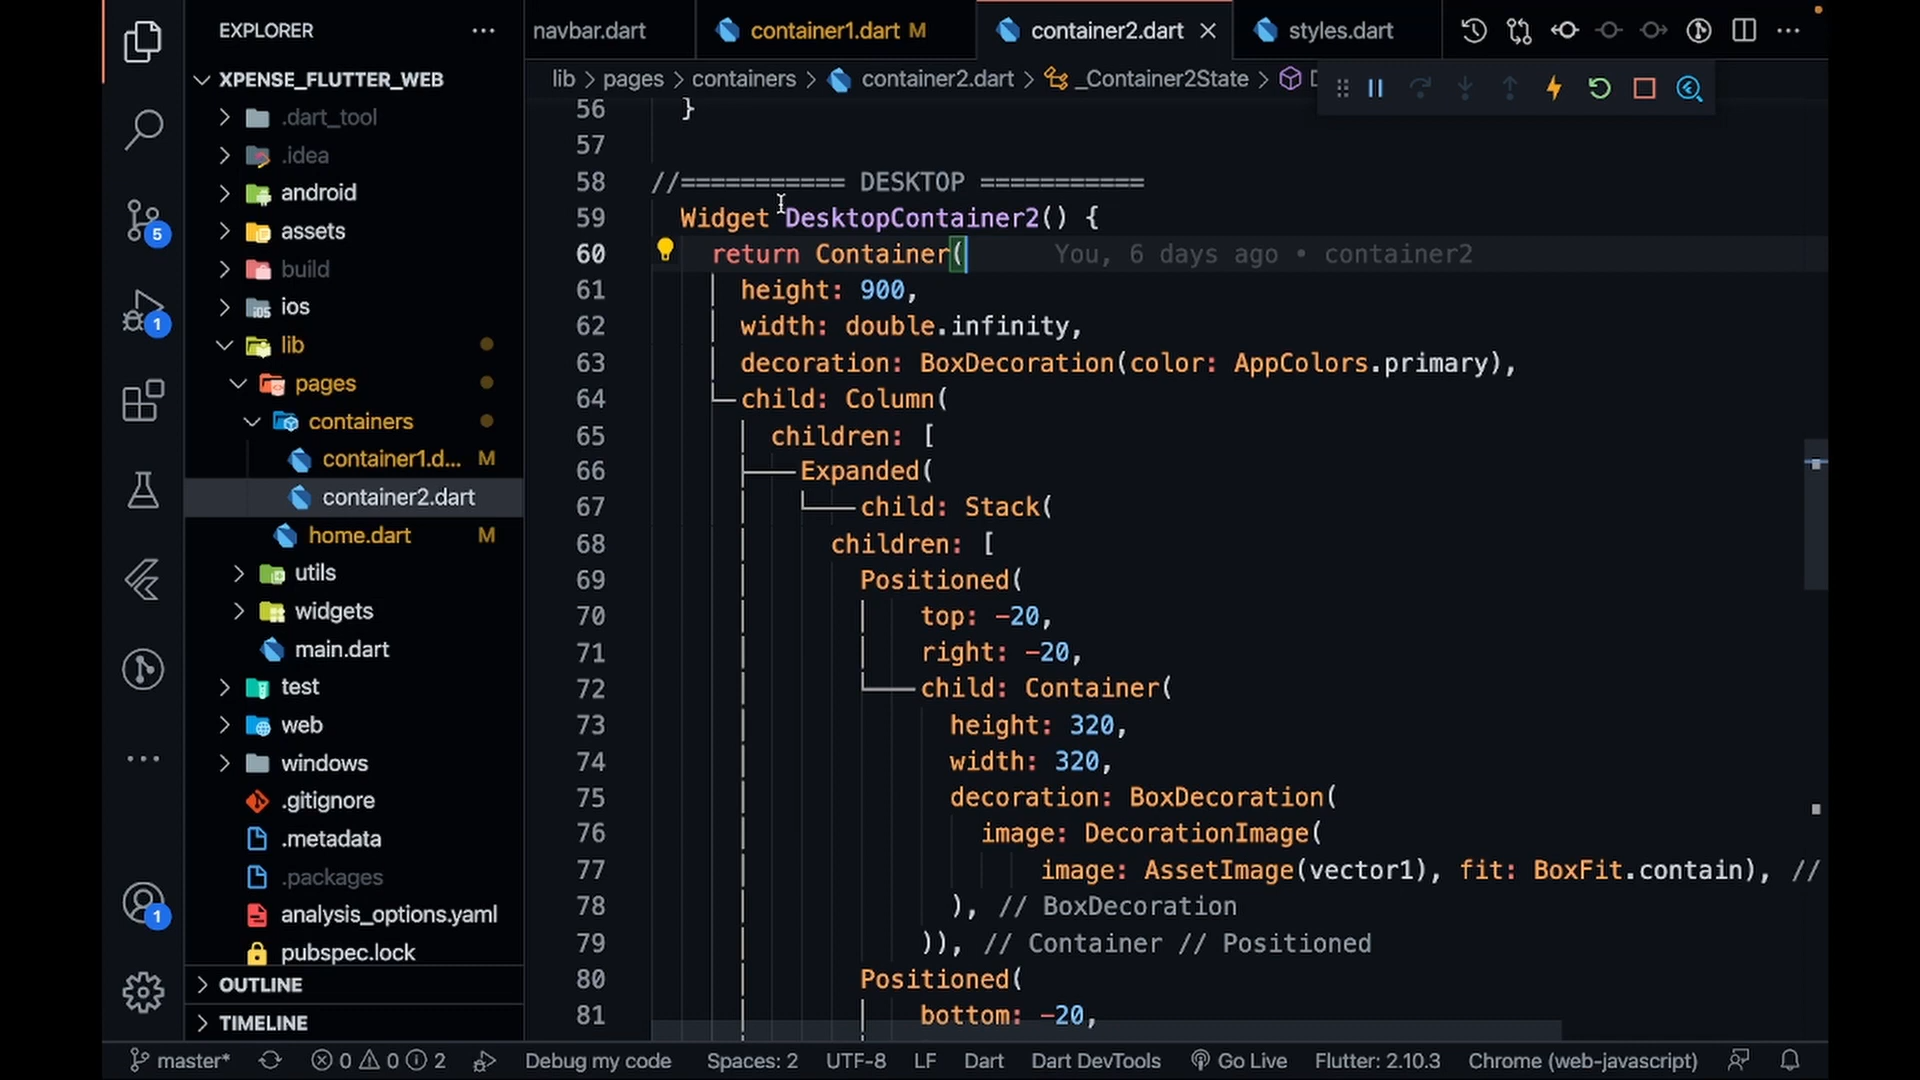 EXPLORER
XPENSE_FLUTTER_WEB
.dart_tool
.idea
android
assets
build
ios
lib
pages
containers
container1.d... M
container2.dart
home.dart M
utils
widgets
main.dart
test
web
windows
.gitignore
.metadata
.packages
analysis_options.yaml
pubspec.lock
OUTLINE
TIMELINE
5
1
1
navbar.dart
container1.dart M
container2.dart
styles.dart
lib > pages > containers > container2.dart > _Container2State >
56 }
57
58 //=========== DESKTOP ===========
59 Widget DesktopContainer2() {
60 return Container( You, 6 days ago • container2
61 height: 900,
62 width: double.infinity,
63 decoration: BoxDecoration(color: AppColors.primary),
64 child: Column(
65 children: [
66 Expanded(
67 child: Stack(
68 children: [
69 Positioned(
70 top: -20,
71 right: -20,
72 child: Container(
73 height: 320,
74 width: 320,
75 decoration: BoxDecoration(
76 image: DecorationImage(
77 image: AssetImage(vector1), fit: BoxFit.contain), //
78 ), // BoxDecoration
79 )), // Container // Positioned
80 Positioned(
81 bottom: -20,
master* 0 0 2 Debug my code Spaces: 2 UTF-8 LF Dart Dart DevTools Go Live Flutter: 2.10.3 Chrome (web-javascript)